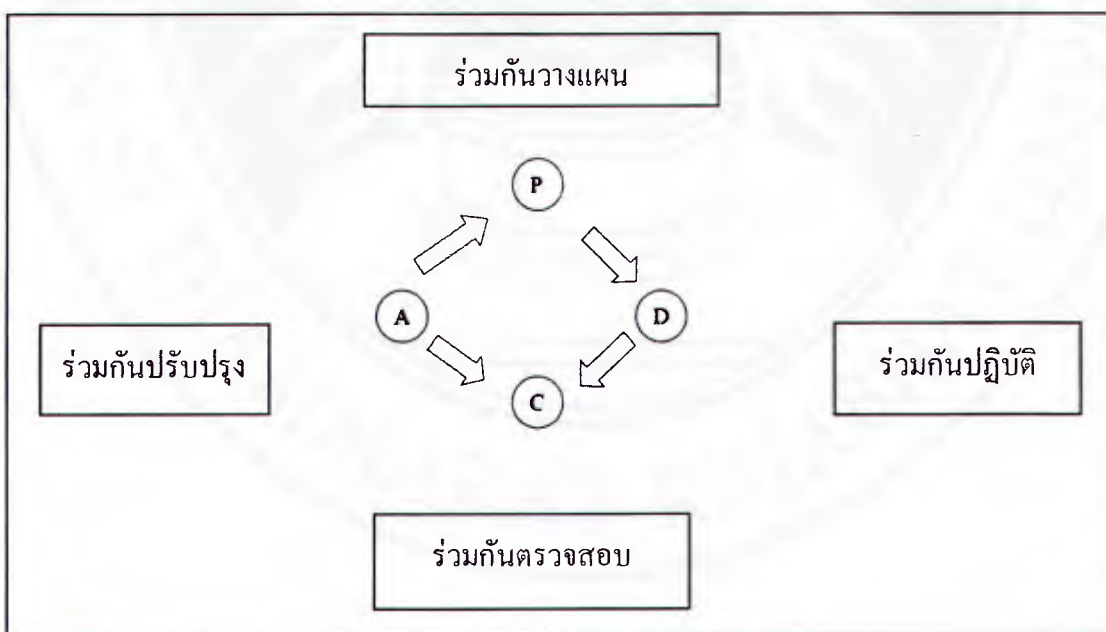 ร่วมกันวางแผน
P
A
D
ร่วมกันปรับปรุง
ร่วมกันปฏิบัติ
C
ร่วมกันตรวจสอบ